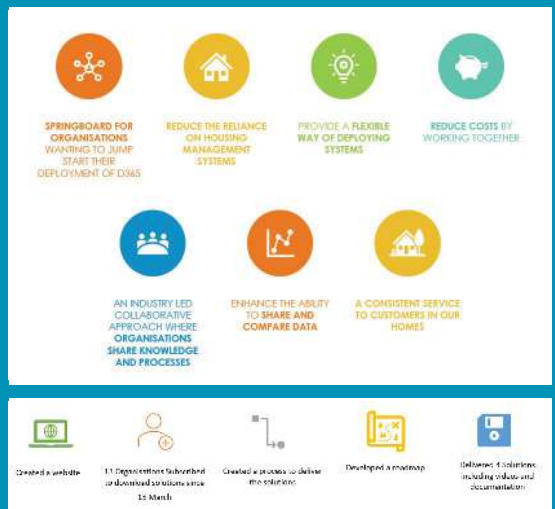 SPRINGBOARD FOR
ORGANISATIONS
WANTING TO JUMP
START THEIR
DEPLOYMENT OF D365
REDUCE THE RELIANCE
ON HOUSING
MANAGEMENT
SYSTEMS
PROVIDE A FLEXIBLE
WAY OF DEPLOYING
SYSTEMS
REDUCE COSTS BY
WORKING TOGETHER
AN INDUSTRY LED
COLLABORATIVE
APPROACH WHERE
ORGANISATIONS
SHARE KNOWLEDGE
AND PROCESSES
ENHANCE THE ABILITY
TO SHARE AND
COMPARE DATA
A CONSISTENT SERVICE
TO CUSTOMERS IN OUR
HOMES
Created a website
Organisations Subscribed
to download solutions since
March
Created a process to deliver
the solutions
Developed a roadmap
Delivered 4 Solutions
including videos and
documentation